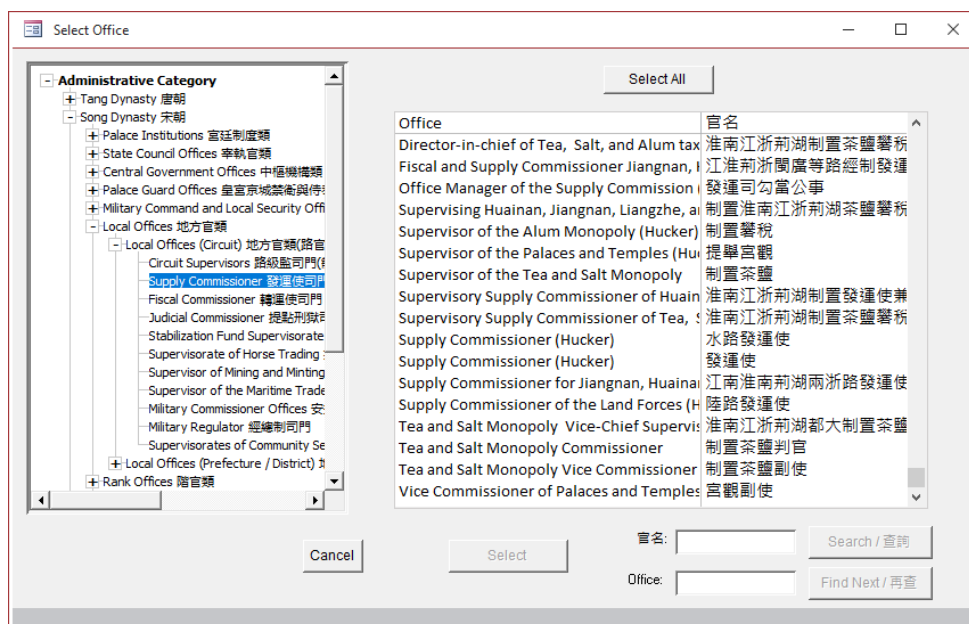 Select Office
Administrative Category
Tang Dynasty 唐朝
Song Dynasty 宋朝
Palace Institutions 宮廷制度類
State Council Offices 宰執官類
Central Government Offices 中樞機構類
Palace Guard Offices 皇宮京城禁衛與侍
Military Command and Local Security Offi
Local Offices 地方官類
Local Offices (Circuit) 地方官類(路官
Circuit Supervisors 路級監司門(
Supply Commissioner 發運使司門
Fiscal Commissioner 轉運使司門
Judicial Commissioner 提點刑獄司
Stabilization Fund Supervisorate
Supervisorate of Horse Trading
Supervisor of Mining and Minting
Supervisor of the Maritime Trade
Military Commissioner Offices 安
Military Regulator 經總制司門
Supervisorates of Community Se
Local Offices (Prefecture / District) 地
Rank Offices 階官類
Select All
Office 官名
Director-in-chief of Tea, Salt, and Alum tax 淮南江浙荊湖制置茶鹽礬稅
Fiscal and Supply Commissioner Jiangnan, H 江淮荊浙閩廣等路經制發運
Office Manager of the Supply Commission ( 發運司勾當公事
Supervising Huainan, Jiangnan, Liangzhe, a 制置淮南江浙荊湖茶鹽礬稅
Supervisor of the Alum Monopoly (Hucker) 制置礬稅
Supervisor of the Palaces and Temples (Huc 提舉宮觀
Supervisor of the Tea and Salt Monopoly 制置茶鹽
Supervisory Supply Commissioner of Huain 淮南江浙荊湖制置發運使兼
Supervisory Supply Commissioner of Tea, S 淮南江浙荊湖制置茶鹽礬稅
Supply Commissioner (Hucker) 水路發運使
Supply Commissioner (Hucker) 發運使
Supply Commissioner for Jiangnan, Huainan 江南淮南荊湖兩浙路發運使
Supply Commissioner of the Land Forces (H 陸路發運使
Tea and Salt Monopoly Vice-Chief Supervis 淮南江浙荊湖都大制置茶鹽
Tea and Salt Monopoly Commissioner 制置茶鹽判官
Tea and Salt Monopoly Vice Commissioner 制置茶鹽副使
Vice Commissioner of Palaces and Temples 宮觀副使
Cancel
Select
官名:
Search / 查詢
Office:
Find Next / 再查